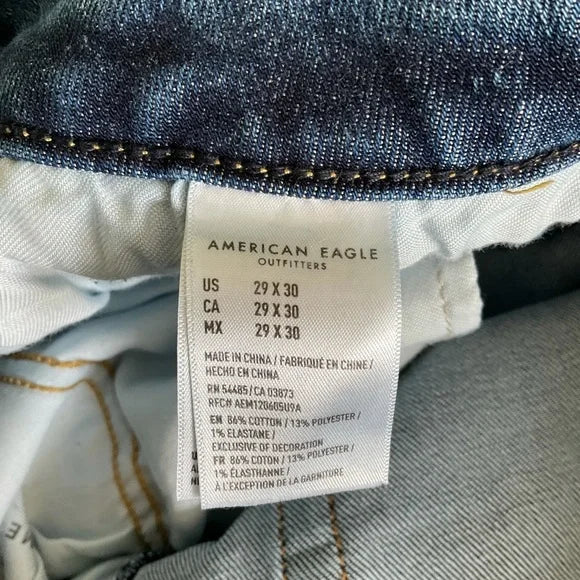 AMERICAN EAGLE
OUTFITTERS
US 29 X 30
CA 29 X 30
MX 29 X 30
MADE IN CHINA / FABRIQUÉ EN CHINE /
HECHO EN CHINA
RN 54485 / CA 03873
RFC# AEM120605U9A
EN 86% COTTON / 13% POLYESTER /
1% ELASTANE /
EXCLUSIVE OF DECORATION
FR 86% COTON / 13% POLYESTER /
1% ÉLASTHANNE /
À L'EXCEPTION DE LA GARNITURE